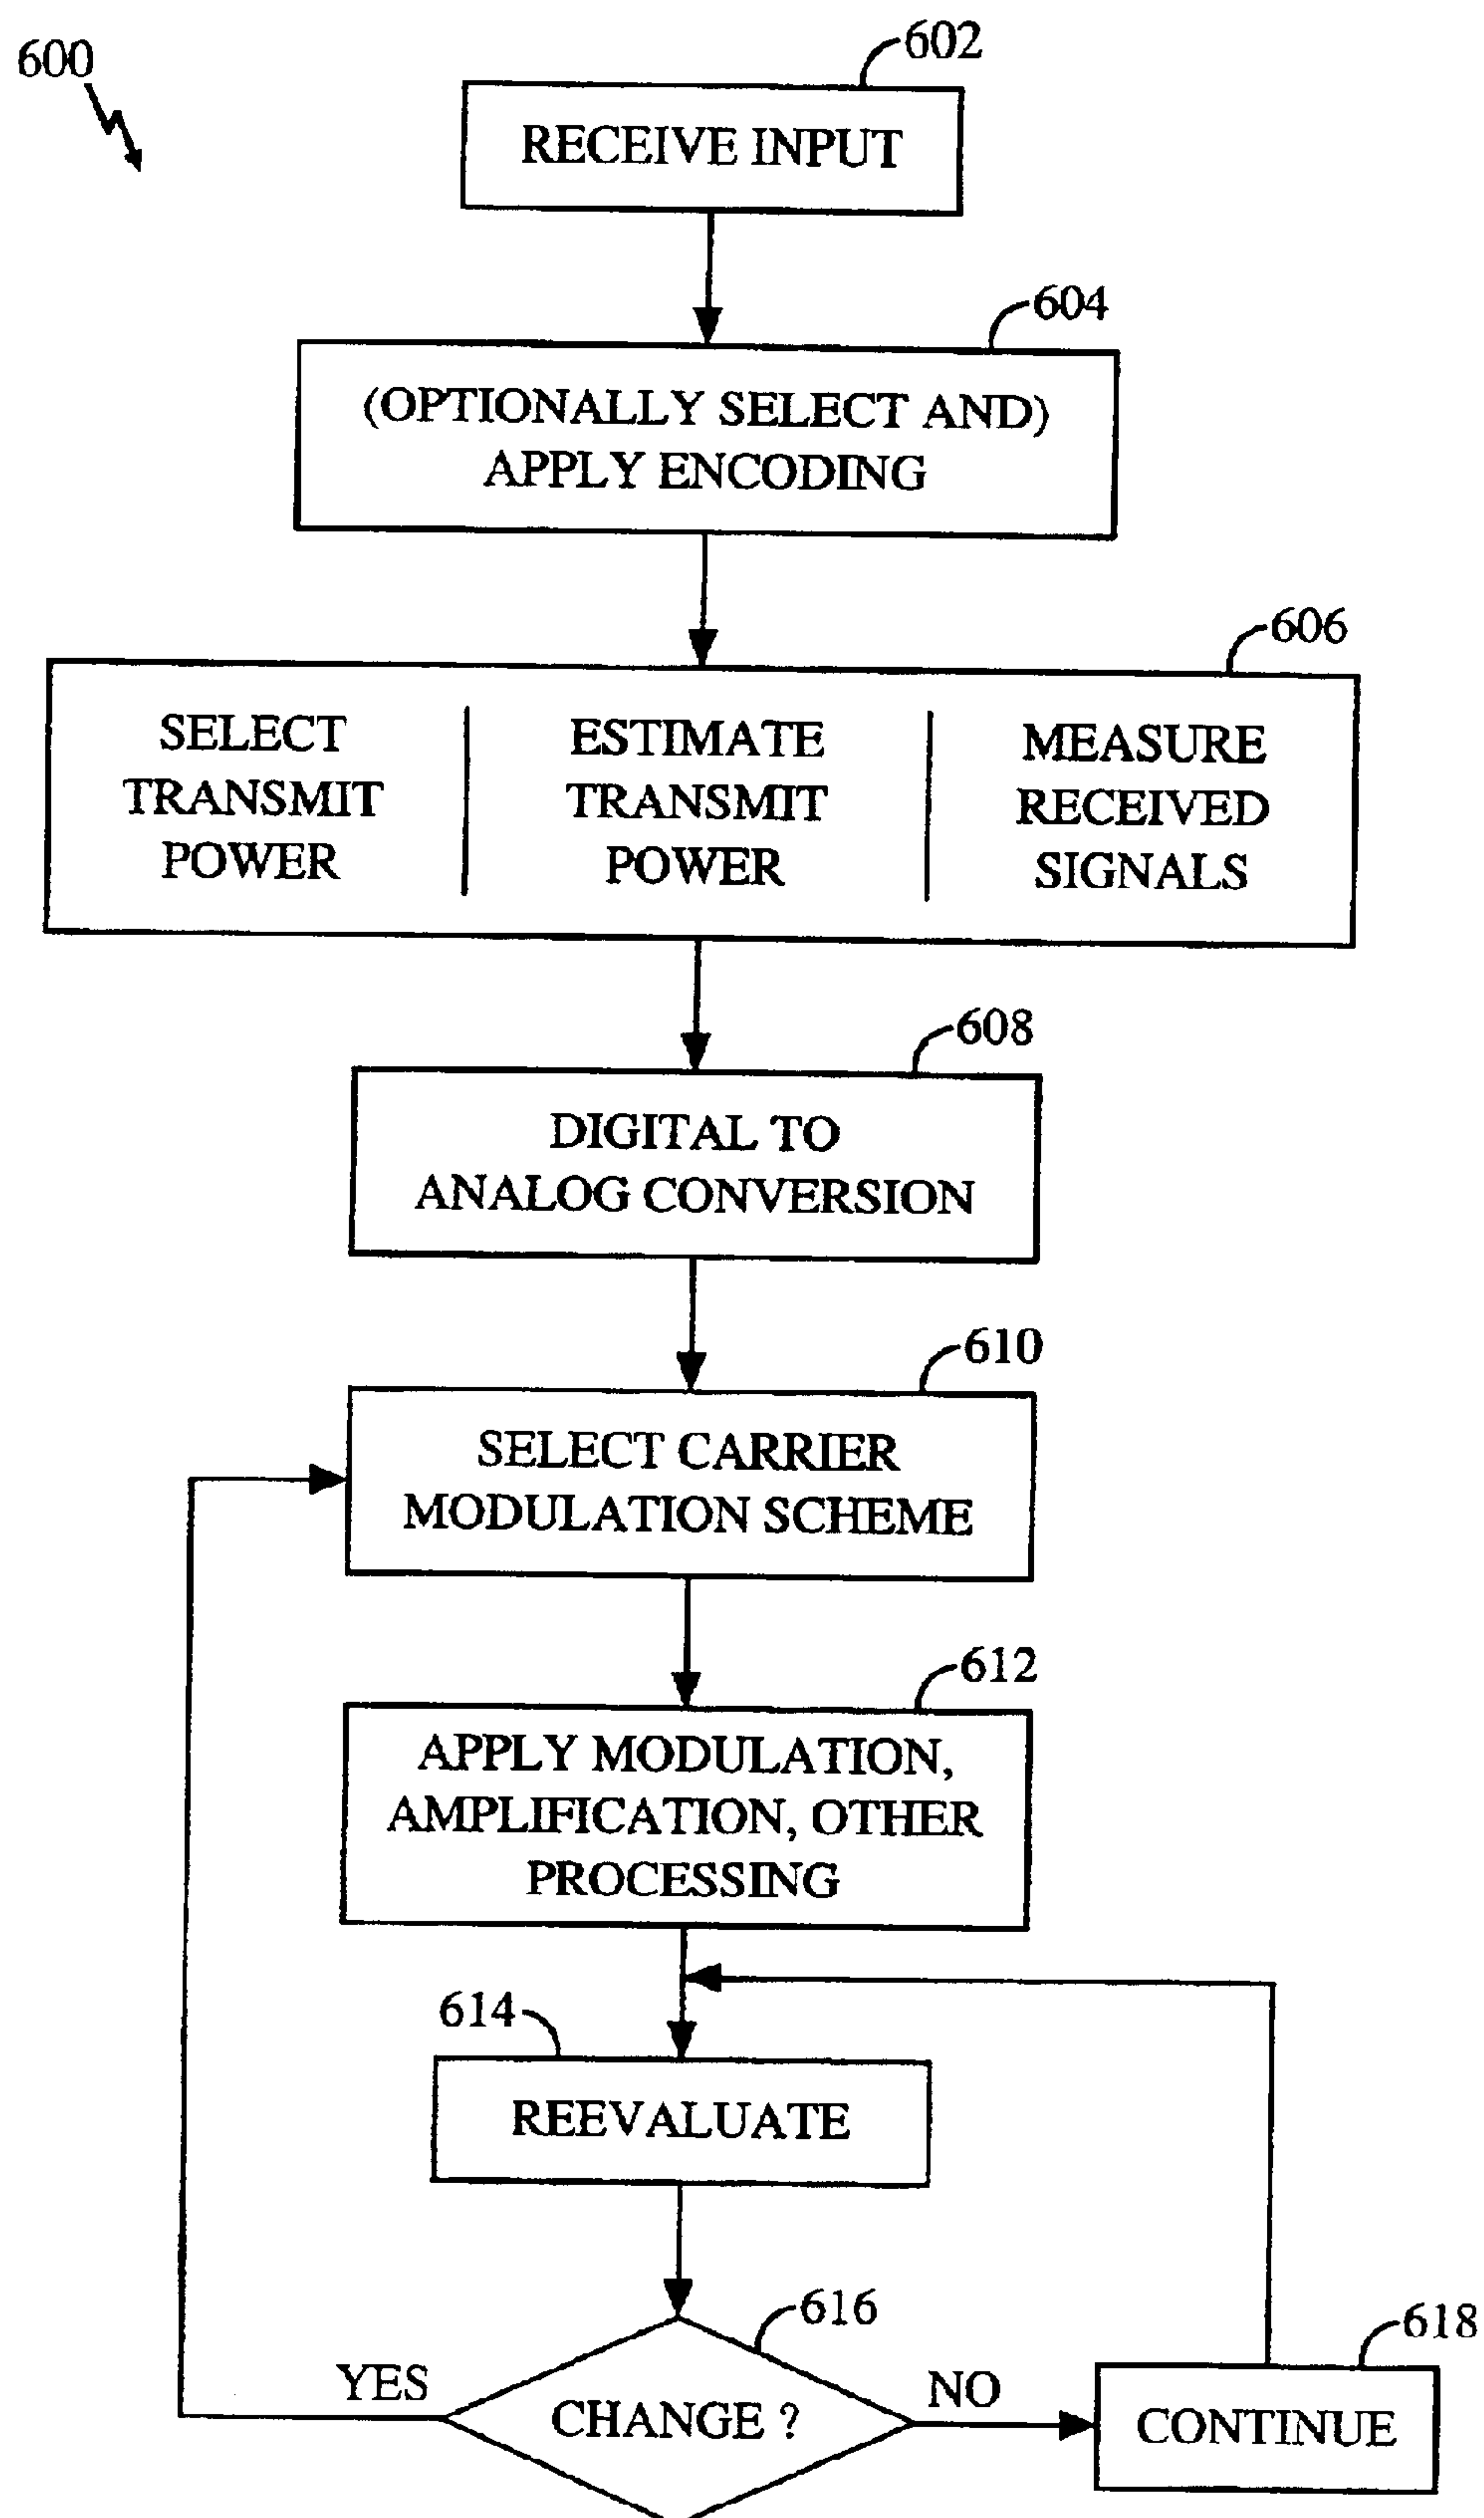 600
602
RECEIVE INPUT
604
(OPTIONALLY SELECT AND)
APPLY ENCODING
606
SELECT
TRANSMIT
POWER
ESTIMATE
TRANSMIT
POWER
MEASURE
RECEIVED
SIGNALS
608
DIGITAL TO
ANALOG CONVERSION
610
SELECT CARRIER
MODULATION SCHEME
612
APPLY MODULATION,
AMPLIFICATION, OTHER
PROCESSING
614
REEVALUATE
616
CHANGE ?
YES
NO
618
CONTINUE